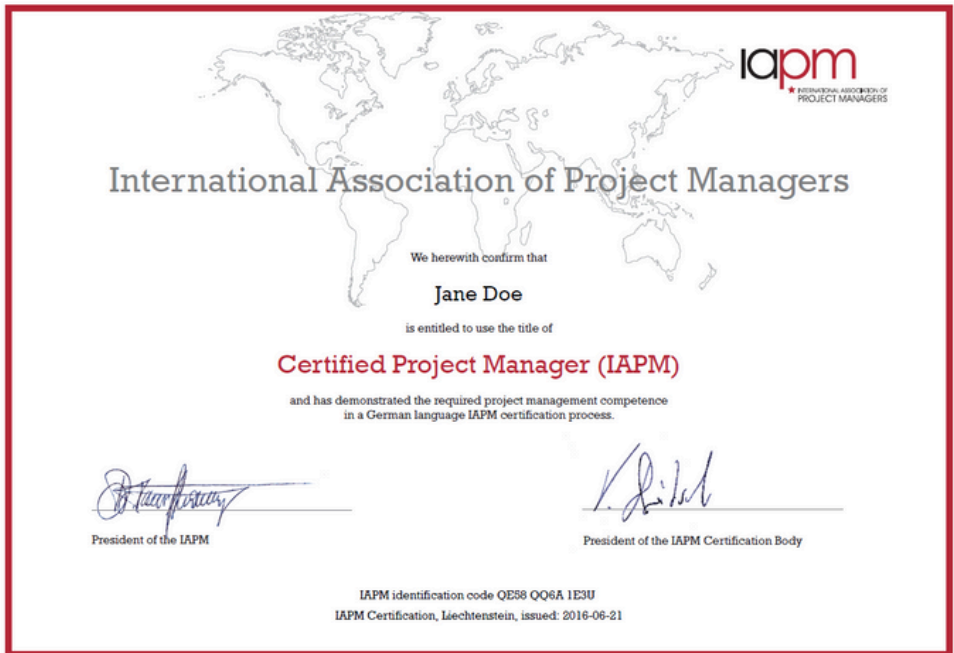 iapm
INTERNATIONAL ASSOCIATION OF
PROJECT MANAGERS
International Association of Project Managers
We herewith confirm that
Jane Doe
is entitled to use the title of
Certified Project Manager (IAPM)
and has demonstrated the required project management competence
in a German language IAPM certification process.
President of the IAPM
President of the IAPM Certification Body
IAPM identification code QE58 QQ6A 1E3U
IAPM Certification, Liechtenstein, issued: 2016-06-21